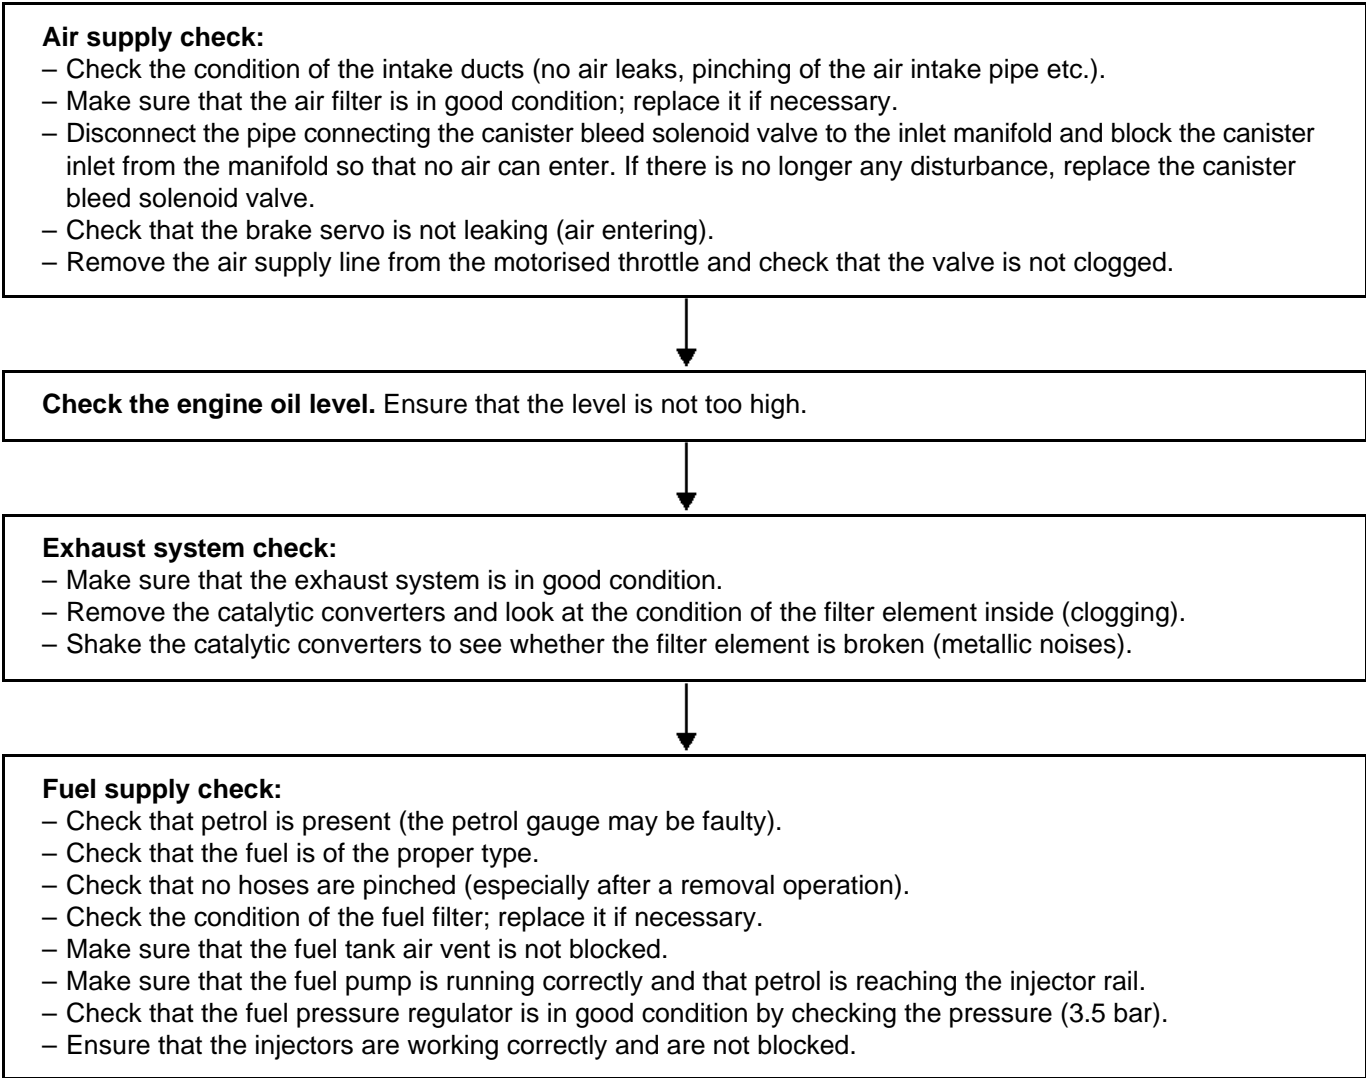 Air supply check:
– Check the condition of the intake ducts (no air leaks, pinching of the air intake pipe etc.).
– Make sure that the air filter is in good condition; replace it if necessary.
– Disconnect the pipe connecting the canister bleed solenoid valve to the inlet manifold and block the canister
inlet from the manifold so that no air can enter. If there is no longer any disturbance, replace the canister
bleed solenoid valve.
– Check that the brake servo is not leaking (air entering).
– Remove the air supply line from the motorised throttle and check that the valve is not clogged.
Check the engine oil level. Ensure that the level is not too high.
Exhaust system check:
– Make sure that the exhaust system is in good condition.
– Remove the catalytic converters and look at the condition of the filter element inside (clogging).
– Shake the catalytic converters to see whether the filter element is broken (metallic noises).
Fuel supply check:
– Check that petrol is present (the petrol gauge may be faulty).
– Check that the fuel is of the proper type.
– Check that no hoses are pinched (especially after a removal operation).
– Check the condition of the fuel filter; replace it if necessary.
– Make sure that the fuel tank air vent is not blocked.
– Make sure that the fuel pump is running correctly and that petrol is reaching the injector rail.
– Check that the fuel pressure regulator is in good condition by checking the pressure (3.5 bar).
– Ensure that the injectors are working correctly and are not blocked.